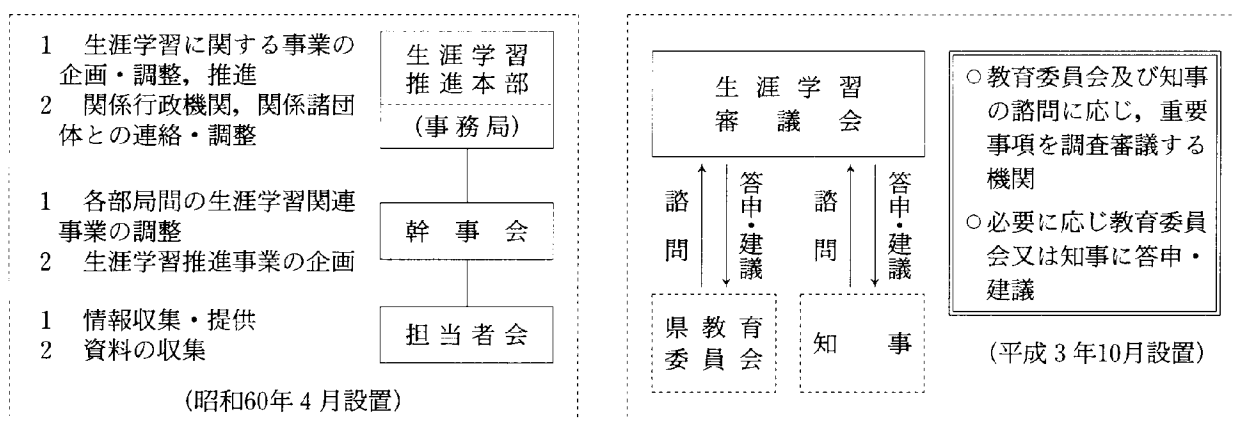 1 生涯学習に関する事業の
企画・調整，推進
2 関係行政機関，関係諸団
体との連絡・調整
生涯学習
推進本部
(事務局)
1 各部局間の生涯学習関連
事業の調整
2 生涯学習推進事業の企画
幹事会
1 情報収集・提供
2 資料の収集
担当者会
(昭和60年4月設置)
生涯学習
審議会
諮問
答申・建議
諮問
答申・建議
県教育
委員会
知事
○教育委員会及び知事
の諮問に応じ，重要
事項を調査審議する
機関
○必要に応じ教育委員
会又は知事に答申・
建議
(平成3年10月設置)